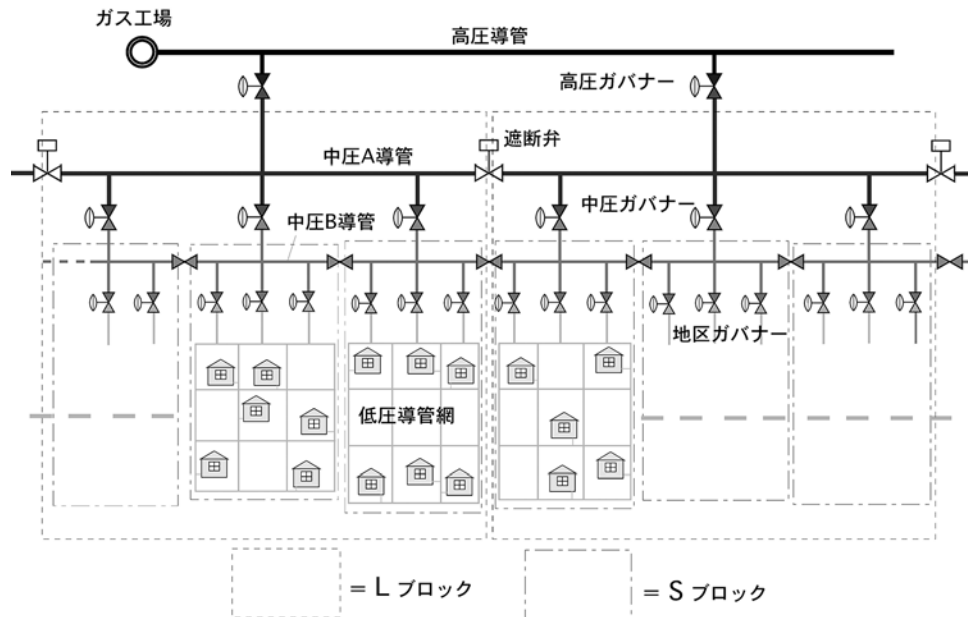 ガス工場
高圧導管
高圧ガバナー
遮断弁
中圧A導管
中圧ガバナー
中圧B導管
地区ガバナー
低圧導管網
= L ブロック
= S ブロック